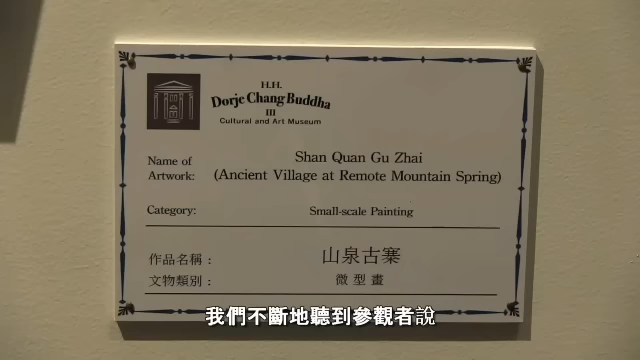 H.H.
Dorje Chang Buddha
III
Cultural and Art Museum
Name of Artwork:
Shan Quan Gu Zhai
(Ancient Village at Remote Mountain Spring)
Category: Small-scale Painting
作品名稱： 山泉古寨
文物類別： 微型畫
我們不斷地聽到參觀者說